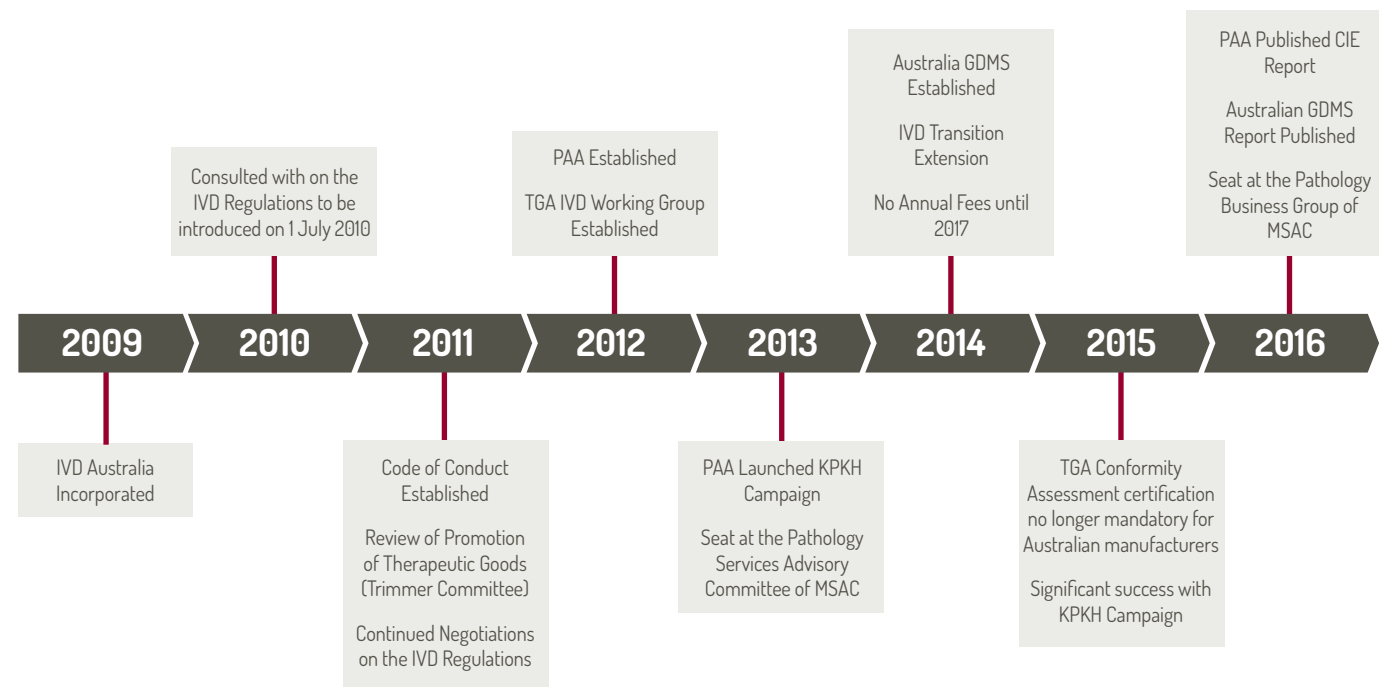 Consulted with on the
IVD Regulations to be
introduced on 1 July 2010
PAA Established
TGA IVD Working Group
Established
Australia GDMS
Established
IVD Transition
Extension
No Annual Fees until
2017
PAA Published CIE
Report
Australian GDMS
Report Published
Seat at the Pathology
Business Group of
MSAC
2009
2010
2011
2012
2013
2014
2015
2016
IVD Australia
Incorporated
Code of Conduct
Established
Review of Promotion
of Therapeutic Goods
(Trimmer Committee)
Continued Negotiations
on the IVD Regulations
PAA Launched KPKH
Campaign
Seat at the Pathology
Services Advisory
Committee of MSAC
TGA Conformity
Assessment certification
no longer mandatory for
Australian manufacturers
Significant success with
KPKH Campaign